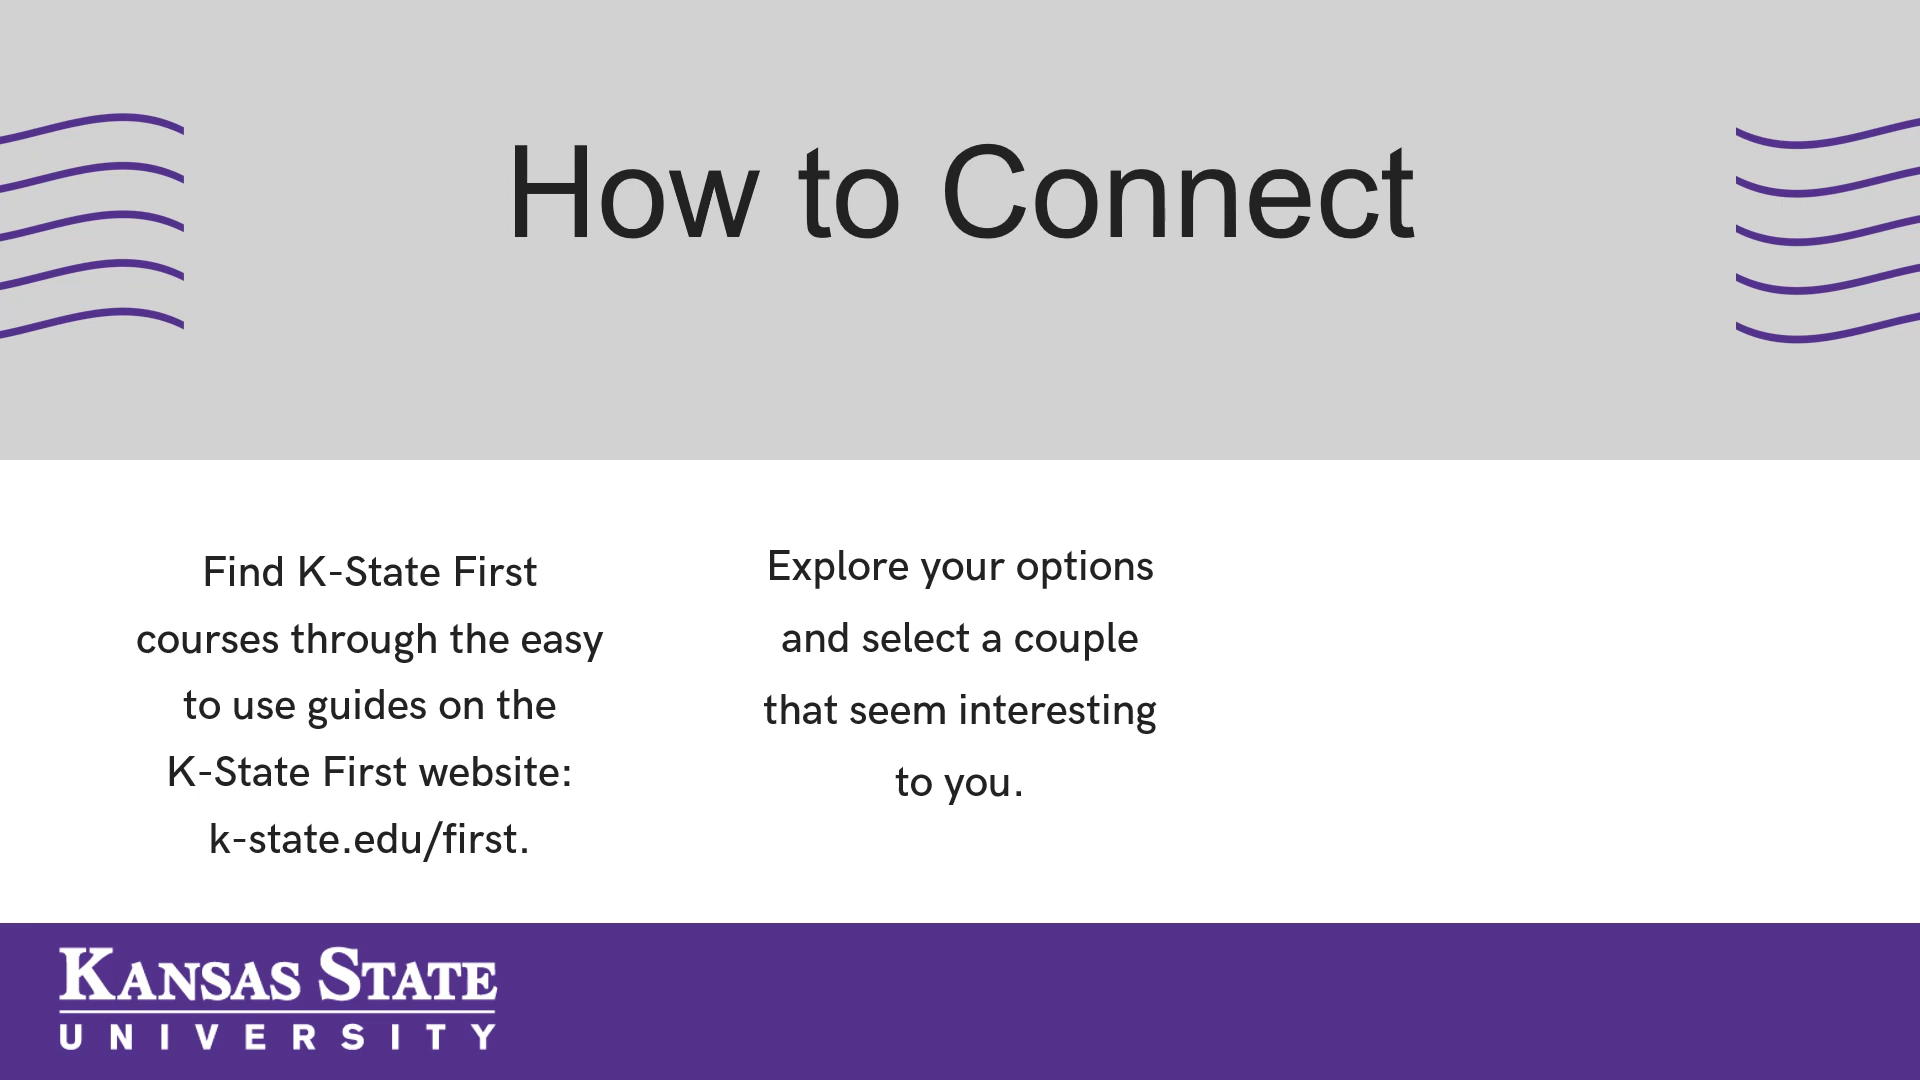 How to Connect
Find K-State First
courses through the easy
to use guides on the
K-State First website:
k-state.edu/first.
Explore your options
and select a couple
that seem interesting
to you.
KANSAS STATE
UNIVERSITY